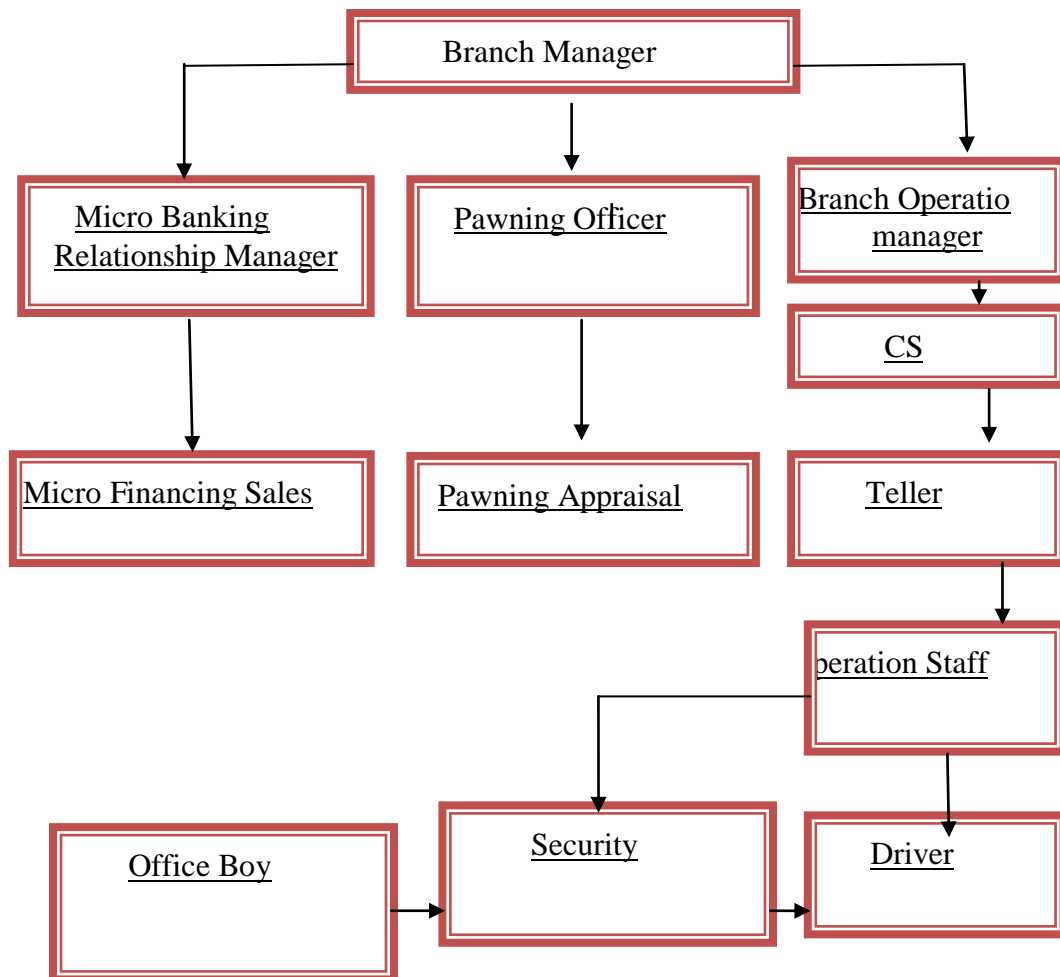 Branch Manager
Micro Banking
Relationship Manager
Pawning Officer
Branch Operatio
manager
CS
Micro Financing Sales
Pawning Appraisal
Teller
peration Staff
Office Boy
Security
Driver